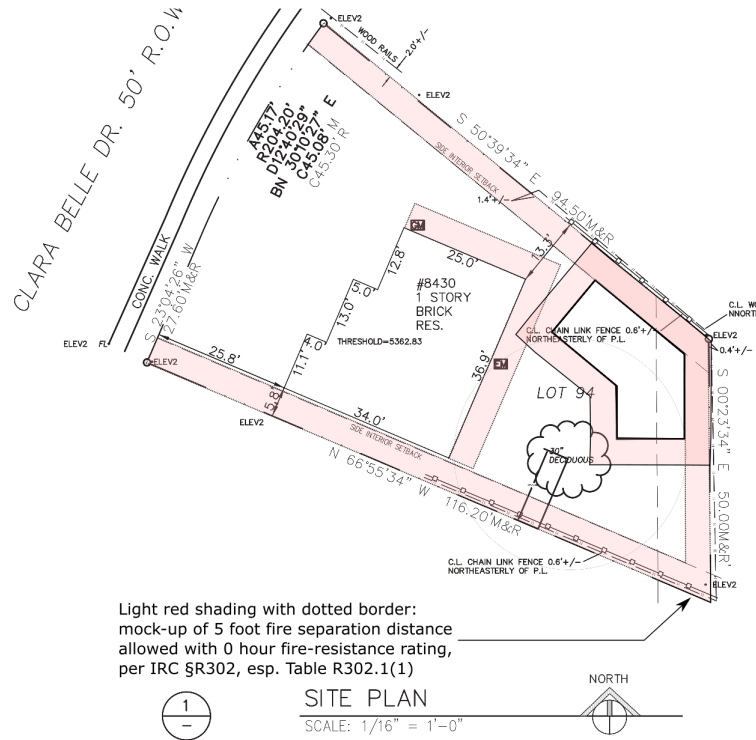 ELEV2
WOOD RAILS
2.0'+/-
ELEV2
CLARA BELLE DR. 50' R.O.W
A45.17'
R204.20'
D12°40'29"
BN 30°10'27" E
C45.08' M
C45.30' R
S 50°39'34" E 94.50'M&R
SIDE INTERIOR SETBACK
1.4'+/-
CONC. WALK
S 23°04'26" W
27.60'M&R
GM
12.8'
25.0'
13.3'
5.0'
#8430
1 STORY
BRICK
RES.
13.0'
C.L. WO
NNORTHE
C.L. CHAIN LINK FENCE 0.6'+/-
NORTHEASTERLY OF P.L.
ELEV2 FL
4.0'
THRESHOLD=5362.83
ELEV2
0.4'+/-
ELEV2
25.8'
11.1'
36.9'
EM
5.8'
LOT 94
34.0'
ELEV2
SIDE INTERIOR SETBACK
30"
DECIDUOUS
S 00°23'34" E 50.00M&R'
N 66°55'34" W 116.20'M&R
C.L. CHAIN LINK FENCE 0.6'+/-
NORTHEASTERLY OF P.L.
ELEV2
Light red shading with dotted border:
mock-up of 5 foot fire separation distance
allowed with 0 hour fire-resistance rating,
per IRC §R302, esp. Table R302.1(1)
1
–
SITE PLAN
SCALE: 1/16" = 1'-0"
NORTH